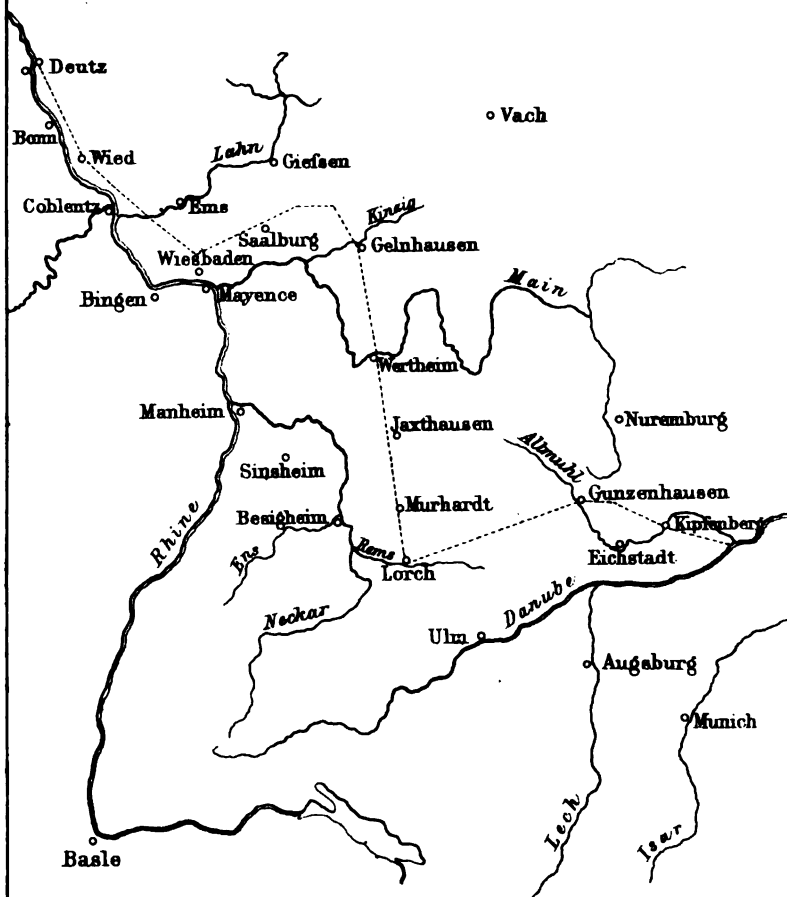 Deutz
Vach
Bonn
Wied
Lahn
Giefsen
Coblentz
Ems
Kinzig
Saalburg
Gelnhausen
Wiesbaden
Bingen
Mayence
Main
Wertheim
Manheim
Jaxthausen
Nuremburg
Altmuhl
Sinsheim
Gunzenhausen
Murhardt
Rhine
Besigheim
Kipfenberg
Ens
Rems
Eichstadt
Lorch
Danube
Neckar
Ulm
Augsburg
Munich
Lech
Isar
Basle